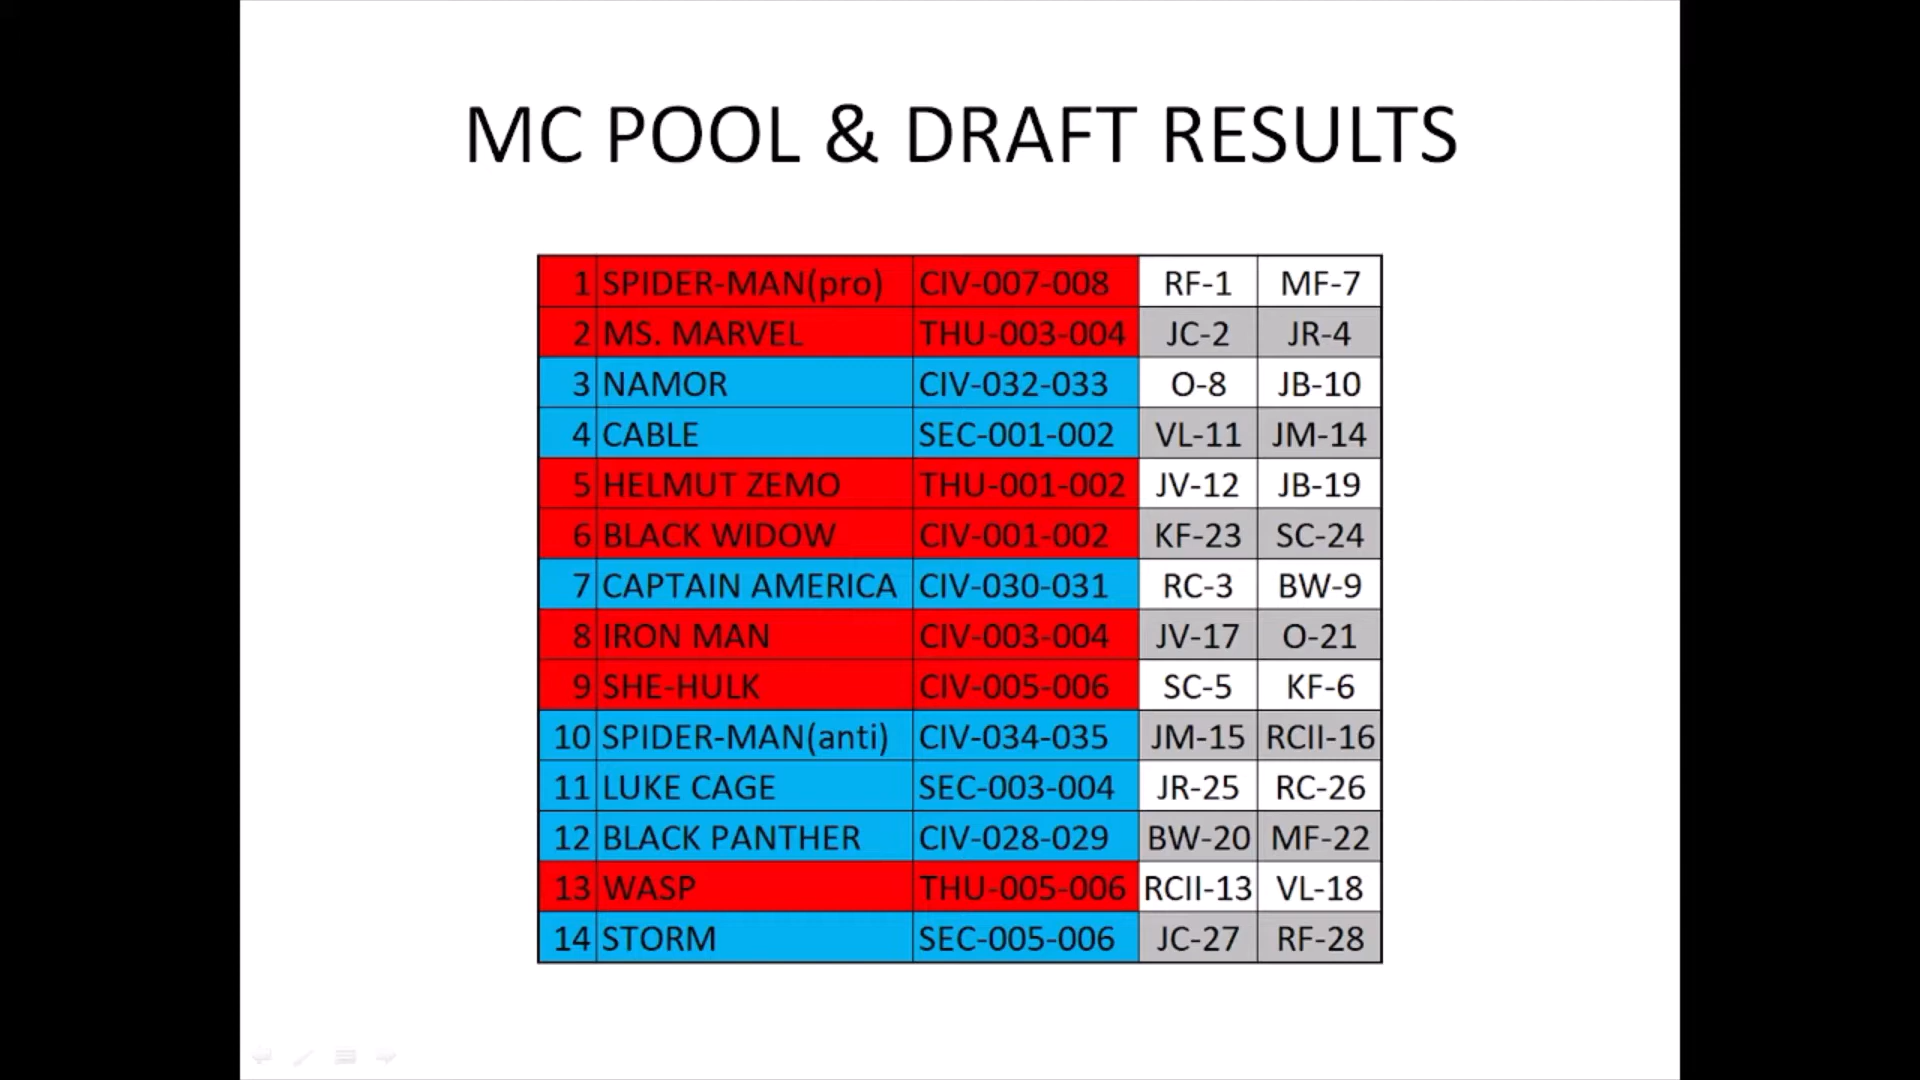 MC POOL & DRAFT RESULTS
1 SPIDER-MAN(pro) CIV-007-008 RF-1 MF-7
2 MS. MARVEL THU-003-004 JC-2 JR-4
3 NAMOR CIV-032-033 O-8 JB-10
4 CABLE SEC-001-002 VL-11 JM-14
5 HELMUT ZEMO THU-001-002 JV-12 JB-19
6 BLACK WIDOW CIV-001-002 KF-23 SC-24
7 CAPTAIN AMERICA CIV-030-031 RC-3 BW-9
8 IRON MAN CIV-003-004 JV-17 O-21
9 SHE-HULK CIV-005-006 SC-5 KF-6
10 SPIDER-MAN(anti) CIV-034-035 JM-15 RCII-16
11 LUKE CAGE SEC-003-004 JR-25 RC-26
12 BLACK PANTHER CIV-028-029 BW-20 MF-22
13 WASP THU-005-006 RCII-13 VL-18
14 STORM SEC-005-006 JC-27 RF-28